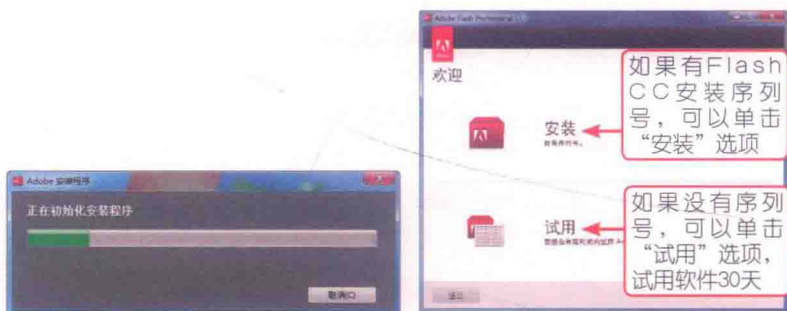 Adobe 安装程序
正在初始化安装程序
取消
Adobe Flash Professional
欢迎
安装
试用
如果有Flash
CC安装序列
号，可以单击
“安装”选项
如果没有序列
号，可以单击
“试用”选项，
试用软件30天